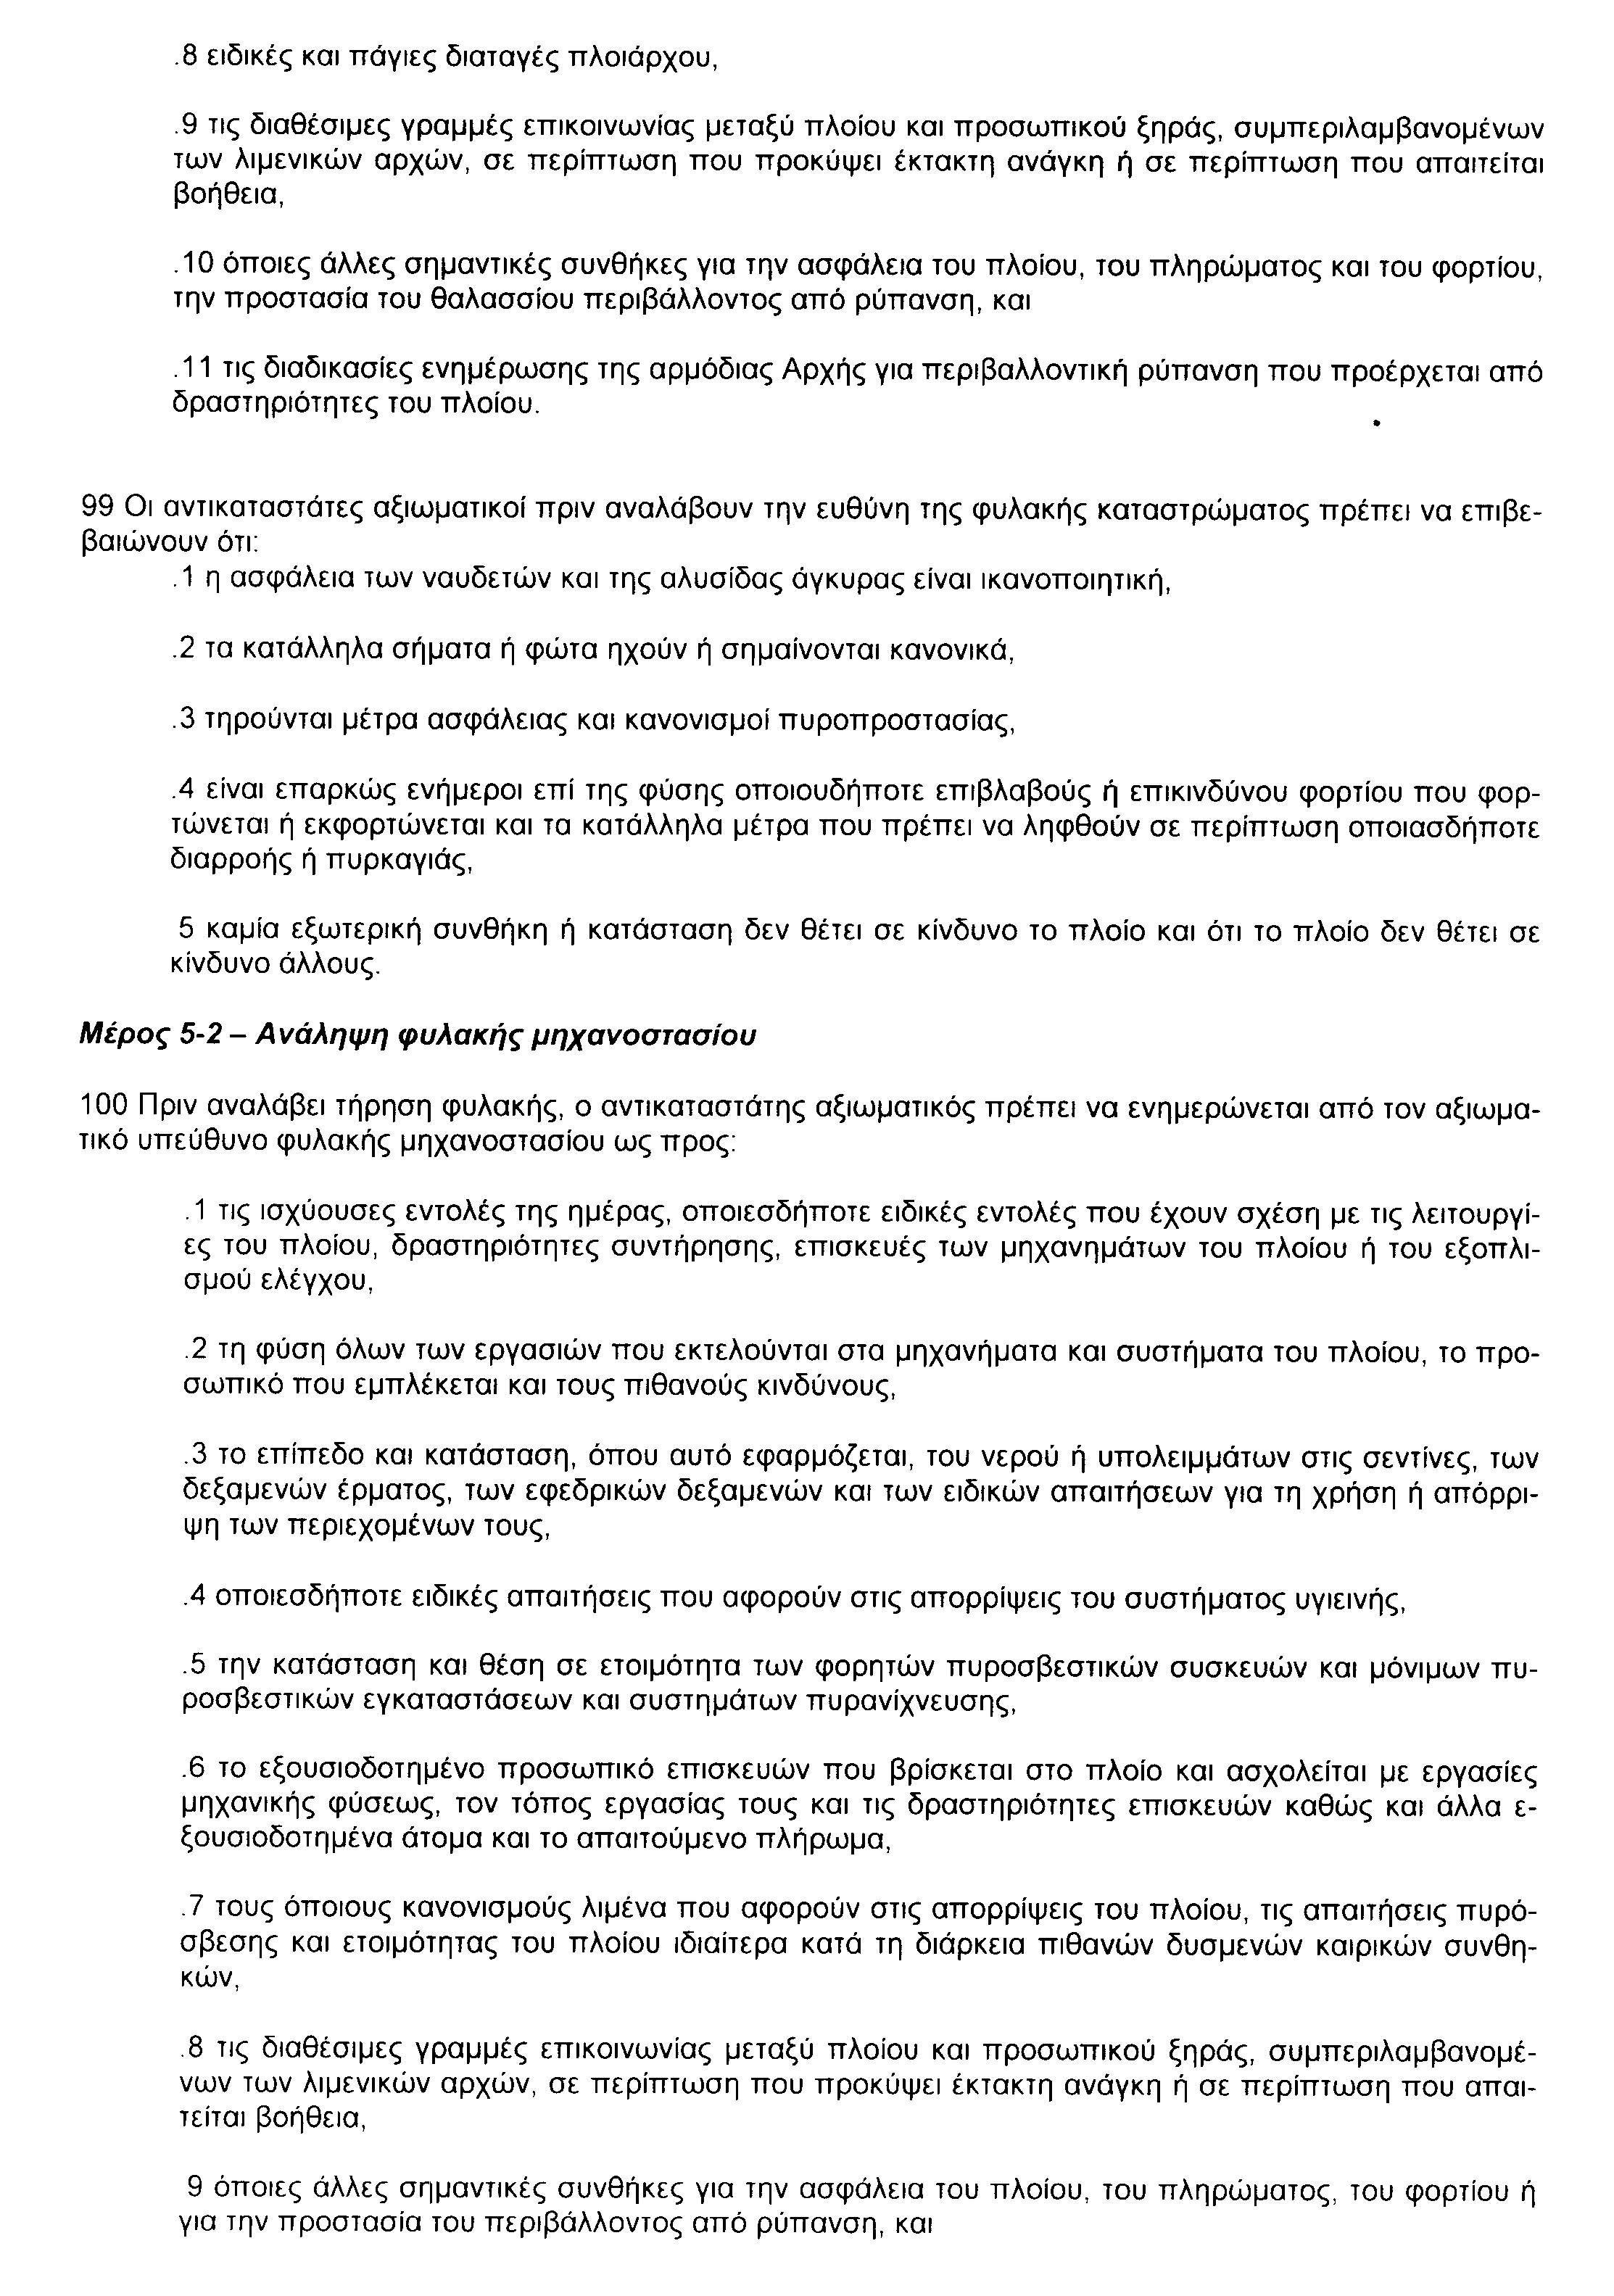 .8 ειδικές και πάγιες διαταγές πλοιάρχου,
.9 τις διαθέσιμες γραμμές επικοινωνίας μεταξύ πλοίου και προσωπικού ξηράς, συμπεριλαμβανομένων
των λιμενικών αρχών, σε περίπτωση που προκύψει έκτακτη ανάγκη ή σε περίπτωση που απαιτείται
βοήθεια,
.10 όποιες άλλες σημαντικές συνθήκες για την ασφάλεια του πλοίου, του πληρώματος και του φορτίου,
την προστασία του θαλασσίου περιβάλλοντος από ρύπανση, και
.11 τις διαδικασίες ενημέρωσης της αρμόδιας Αρχής για περιβαλλοντική ρύπανση που προέρχεται από
δραστηριότητες του πλοίου.
99 Οι αντικαταστάτες αξιωματικοί πριν αναλάβουν την ευθύνη της φυλακής καταστρώματος πρέπει να επιβε-
βαιώνουν ότι:
.1 η ασφάλεια των ναυδετών και της αλυσίδας άγκυρας είναι ικανοποιητική,
.2 τα κατάλληλα σήματα ή φώτα ηχούν ή σημαίνονται κανονικά,
.3 τηρούνται μέτρα ασφάλειας και κανονισμοί πυροπροστασίας,
.4 είναι επαρκώς ενήμεροι επί της φύσης οποιουδήποτε επιβλαβούς ή επικινδύνου φορτίου που φορ-
τώνεται ή εκφορτώνεται και τα κατάλληλα μέτρα που πρέπει να ληφθούν σε περίπτωση οποιασδήποτε
διαρροής ή πυρκαγιάς,
5 καμία εξωτερική συνθήκη ή κατάσταση δεν θέτει σε κίνδυνο το πλοίο και ότι το πλοίο δεν θέτει σε
κίνδυνο άλλους.
Μέρος 5-2 – Ανάληψη φυλακής μηχανοστασίου
100 Πριν αναλάβει τήρηση φυλακής, ο αντικαταστάτης αξιωματικός πρέπει να ενημερώνεται από τον αξιωμα-
τικό υπεύθυνο φυλακής μηχανοστασίου ως προς:
.1 τις ισχύουσες εντολές της ημέρας, οποιεσδήποτε ειδικές εντολές που έχουν σχέση με τις λειτουργί-
ες του πλοίου, δραστηριότητες συντήρησης, επισκευές των μηχανημάτων του πλοίου ή του εξοπλι-
σμού ελέγχου,
.2 τη φύση όλων των εργασιών που εκτελούνται στα μηχανήματα και συστήματα του πλοίου, το προ-
σωπικό που εμπλέκεται και τους πιθανούς κινδύνους,
.3 το επίπεδο και κατάσταση, όπου αυτό εφαρμόζεται, του νερού ή υπολειμμάτων στις σεντίνες, των
δεξαμενών έρματος, των εφεδρικών δεξαμενών και των ειδικών απαιτήσεων για τη χρήση ή απόρρι-
ψη των περιεχομένων τους,
.4 οποιεσδήποτε ειδικές απαιτήσεις που αφορούν στις απορρίψεις του συστήματος υγιεινής,
.5 την κατάσταση και θέση σε ετοιμότητα των φορητών πυροσβεστικών συσκευών και μόνιμων πυ-
ροσβεστικών εγκαταστάσεων και συστημάτων πυρανίχνευσης,
.6 το εξουσιοδοτημένο προσωπικό επισκευών που βρίσκεται στο πλοίο και ασχολείται με εργασίες
μηχανικής φύσεως, τον τόπος εργασίας τους και τις δραστηριότητες επισκευών καθώς και άλλα ε-
ξουσιοδοτημένα άτομα και το απαιτούμενο πλήρωμα,
.7 τους όποιους κανονισμούς λιμένα που αφορούν στις απορρίψεις του πλοίου, τις απαιτήσεις πυρό-
σβεσης και ετοιμότητας του πλοίου ιδιαίτερα κατά τη διάρκεια πιθανών δυσμενών καιρικών συνθη-
κών,
.8 τις διαθέσιμες γραμμές επικοινωνίας μεταξύ πλοίου και προσωπικού ξηράς, συμπεριλαμβανομέ-
νων των λιμενικών αρχών, σε περίπτωση που προκύψει έκτακτη ανάγκη ή σε περίπτωση που απαι-
τείται βοήθεια,
9 όποιες άλλες σημαντικές συνθήκες για την ασφάλεια του πλοίου, του πληρώματος, του φορτίου ή
για την προστασία του περιβάλλοντος από ρύπανση, και